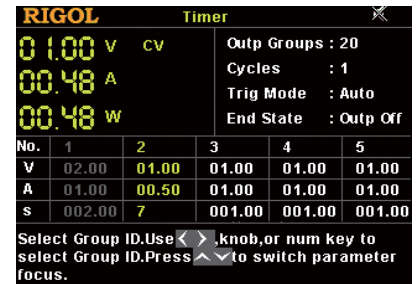 RIGOL Timer
01.00 V CV
00.48 A
00.48 W
Outp Groups : 20
Cycles : 1
Trig Mode : Auto
End State : Outp Off
No. 1 2 3 4 5
V 02.00 01.00 01.00 01.00 01.00
A 01.00 00.50 01.00 01.00 01.00
s 002.00 7 001.00 001.00 001.00
Select Group ID.Use < > ,knob,or num key to
select Group ID.Press ∧ ∨ to switch parameter
focus.